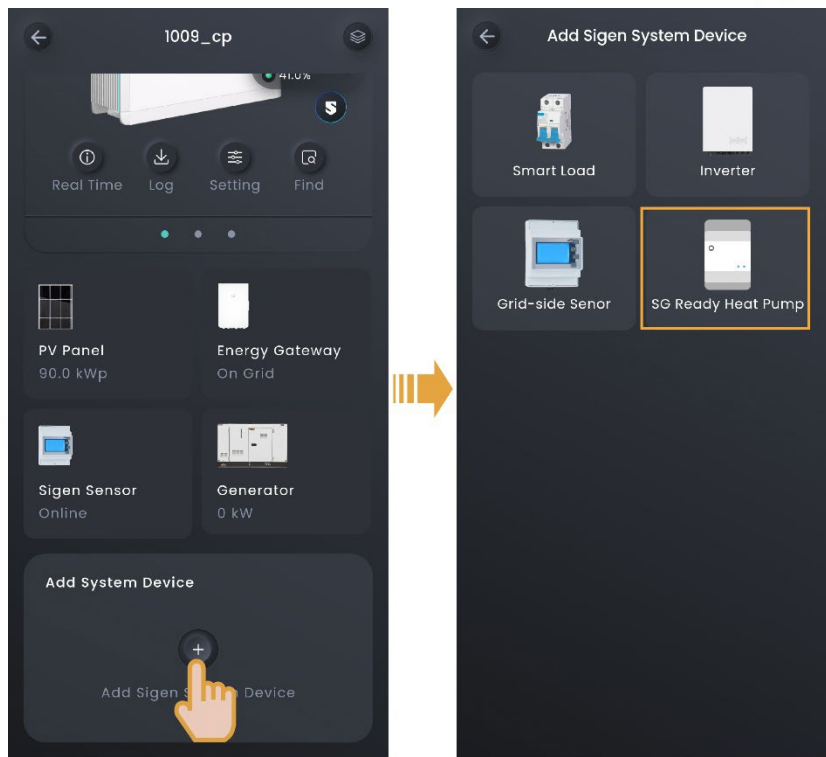 1009_cp
41.0%
Real Time Log Setting Find
PV Panel
90.0 kWp
Energy Gateway
On Grid
Sigen Sensor
Online
Generator
0 kW
Add System Device
Add Sigen Device
Add Sigen System Device
Smart Load
Inverter
Grid-side Senor
SG Ready Heat Pump